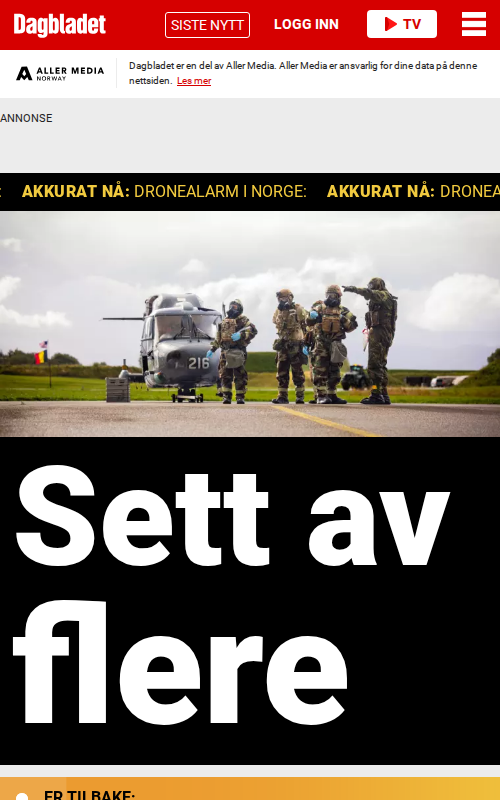 Dagbladet SISTE NYTT LOGG INN TV
ALLER MEDIA
NORWAY
Dagbladet er en del av Aller Media. Aller Media er ansvarlig for dine data på denne
nettsiden. Les mer
ANNONSE
: AKKURAT NÅ: DRONEALARM I NORGE: AKKURAT NÅ: DRONEA
216
Sett av
flere
ER TILBAKE: